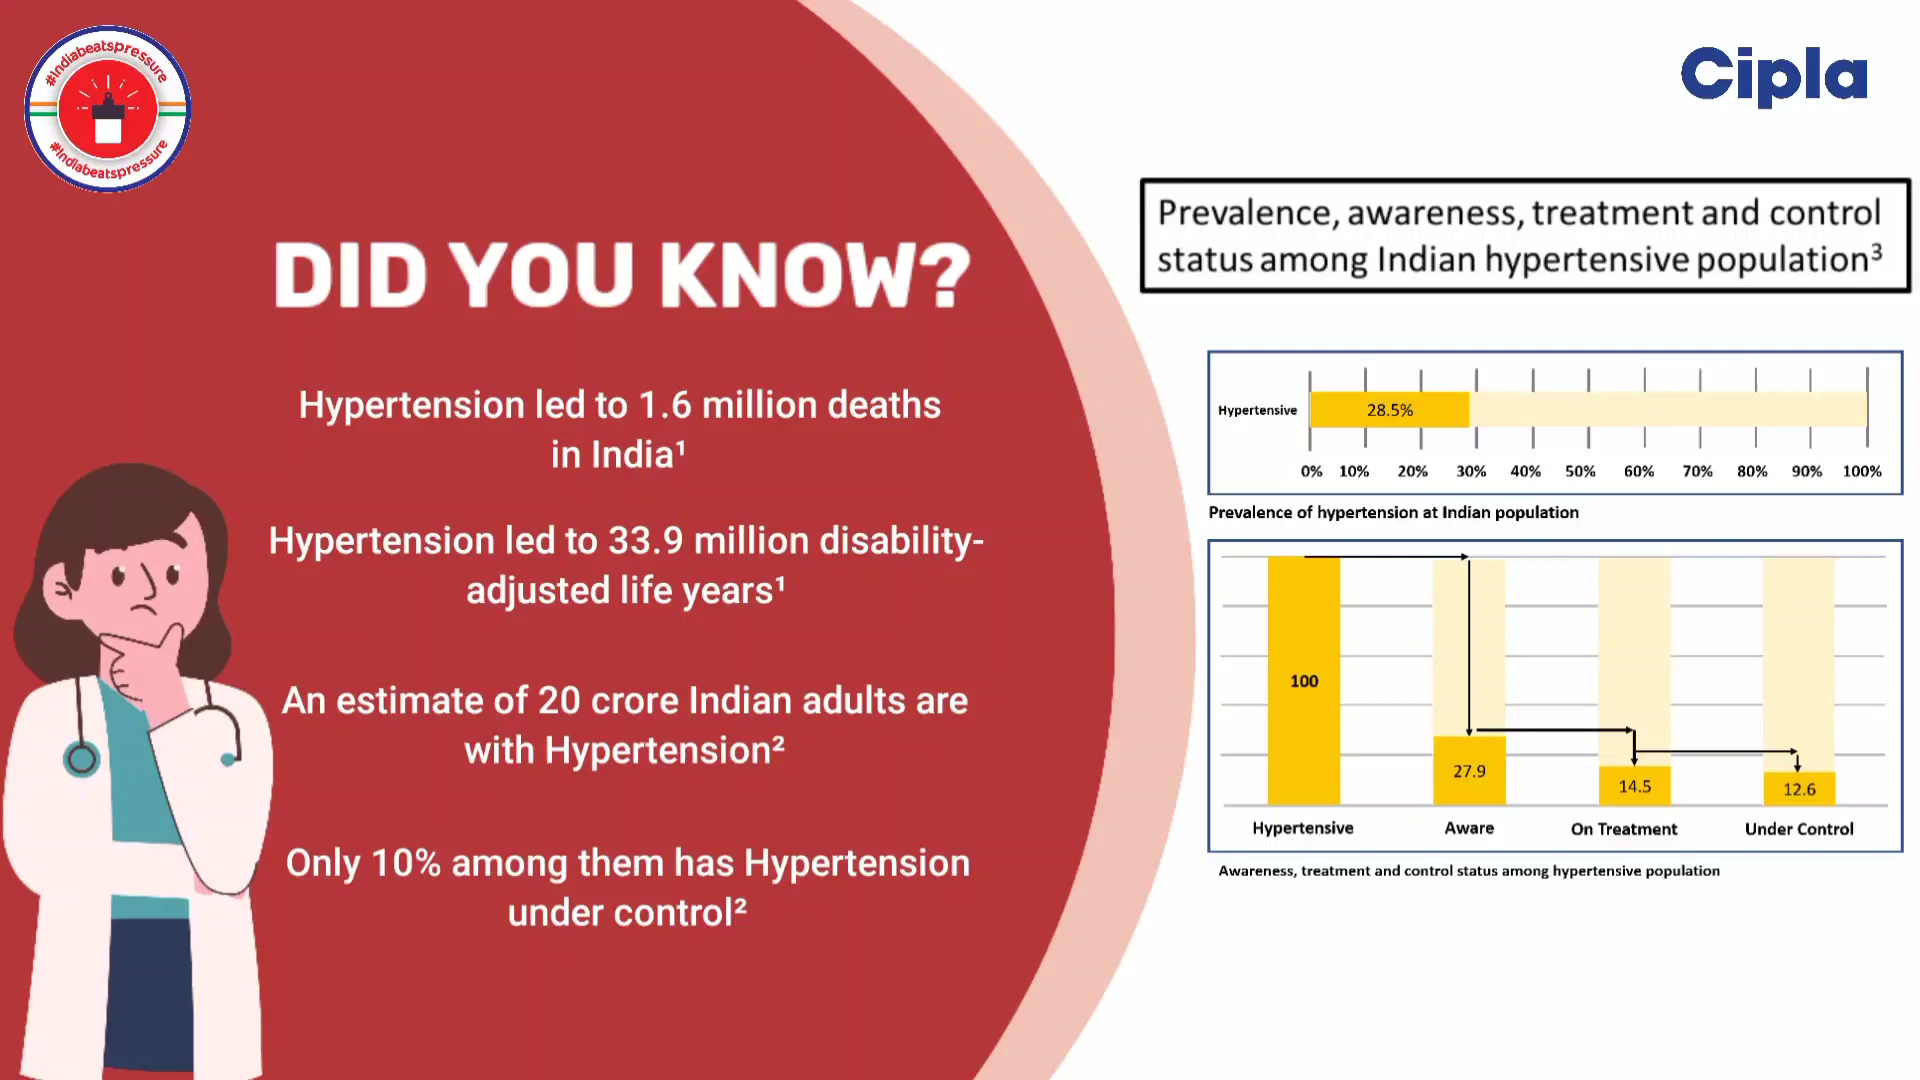 #Indiabeatspressure
#Indiabeatspressure
Cipla
DID YOU KNOW?
Hypertension led to 1.6 million deaths
in India¹
Hypertension led to 33.9 million disability-
adjusted life years¹
An estimate of 20 crore Indian adults are
with Hypertension²
Only 10% among them has Hypertension
under control²
Prevalence, awareness, treatment and control
status among Indian hypertensive population³
Hypertensive 28.5%
0% 10% 20% 30% 40% 50% 60% 70% 80% 90% 100%
Prevalence of hypertension at Indian population
100 27.9 14.5 12.6
Hypertensive Aware On Treatment Under Control
Awareness, treatment and control status among hypertensive population